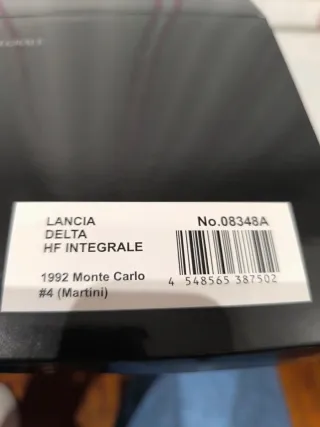 LANCIA
DELTA
HF INTEGRALE
No.08348A
1992 Monte Carlo
#4 (Martini)
4 548565 387502